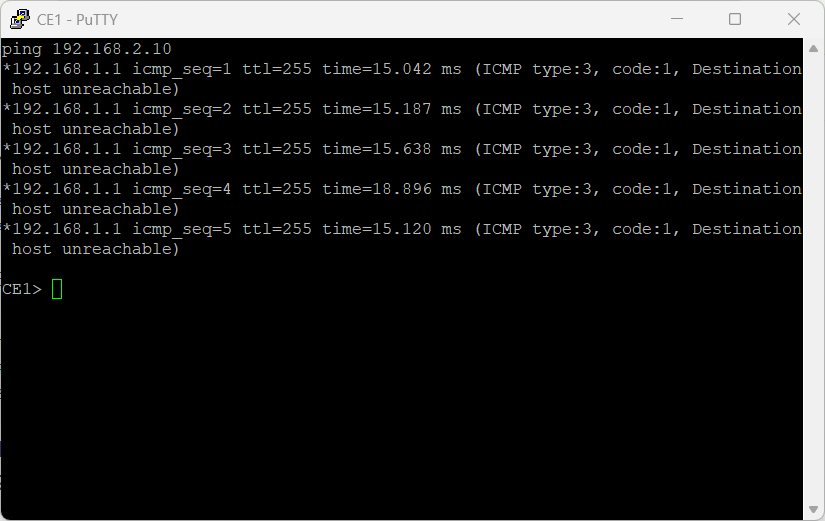 CE1 - PuTTY
ping 192.168.2.10
*192.168.1.1 icmp_seq=1 ttl=255 time=15.042 ms (ICMP type:3, code:1, Destination
 host unreachable)
*192.168.1.1 icmp_seq=2 ttl=255 time=15.187 ms (ICMP type:3, code:1, Destination
 host unreachable)
*192.168.1.1 icmp_seq=3 ttl=255 time=15.638 ms (ICMP type:3, code:1, Destination
 host unreachable)
*192.168.1.1 icmp_seq=4 ttl=255 time=18.896 ms (ICMP type:3, code:1, Destination
 host unreachable)
*192.168.1.1 icmp_seq=5 ttl=255 time=15.120 ms (ICMP type:3, code:1, Destination
 host unreachable)
CE1>